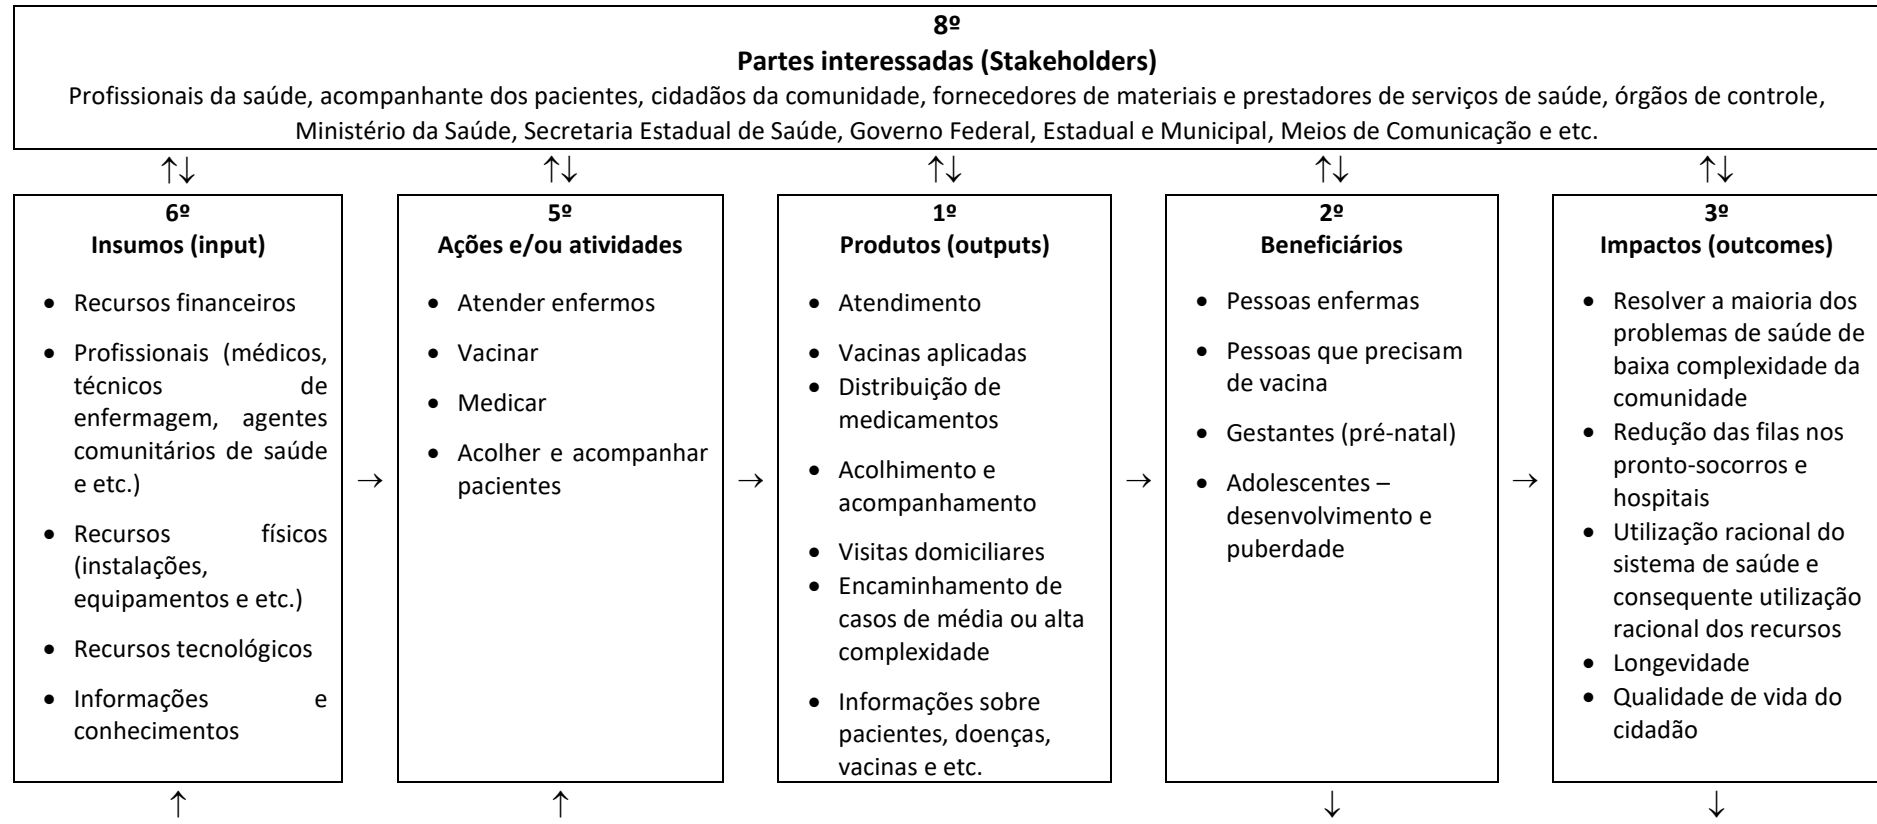 8º
Partes interessadas (Stakeholders)
Profissionais da saúde, acompanhante dos pacientes, cidadãos da comunidade, fornecedores de materiais e prestadores de serviços de saúde, órgãos de controle,
Ministério da Saúde, Secretaria Estadual de Saúde, Governo Federal, Estadual e Municipal, Meios de Comunicação e etc.
↑↓ ↑↓ ↑↓ ↑↓ ↑↓
6º
Insumos (input)
• Recursos financeiros
• Profissionais (médicos,
técnicos de
enfermagem, agentes
comunitários de saúde
e etc.)
• Recursos físicos
(instalações,
equipamentos e etc.)
• Recursos tecnológicos
• Informações e
conhecimentos
→
5º
Ações e/ou atividades
• Atender enfermos
• Vacinar
• Medicar
• Acolher e acompanhar
pacientes
→
1º
Produtos (outputs)
• Atendimento
• Vacinas aplicadas
• Distribuição de
medicamentos
• Acolhimento e
acompanhamento
• Visitas domiciliares
• Encaminhamento de
casos de média ou alta
complexidade
• Informações sobre
pacientes, doenças,
vacinas e etc.
→
2º
Beneficiários
• Pessoas enfermas
• Pessoas que precisam
de vacina
• Gestantes (pré-natal)
• Adolescentes –
desenvolvimento e
puberdade
→
3º
Impactos (outcomes)
• Resolver a maioria dos
problemas de saúde de
baixa complexidade da
comunidade
• Redução das filas nos
pronto-socorros e
hospitais
• Utilização racional do
sistema de saúde e
consequente utilização
racional dos recursos
• Longevidade
• Qualidade de vida do
cidadão
↑ ↑ ↓ ↓